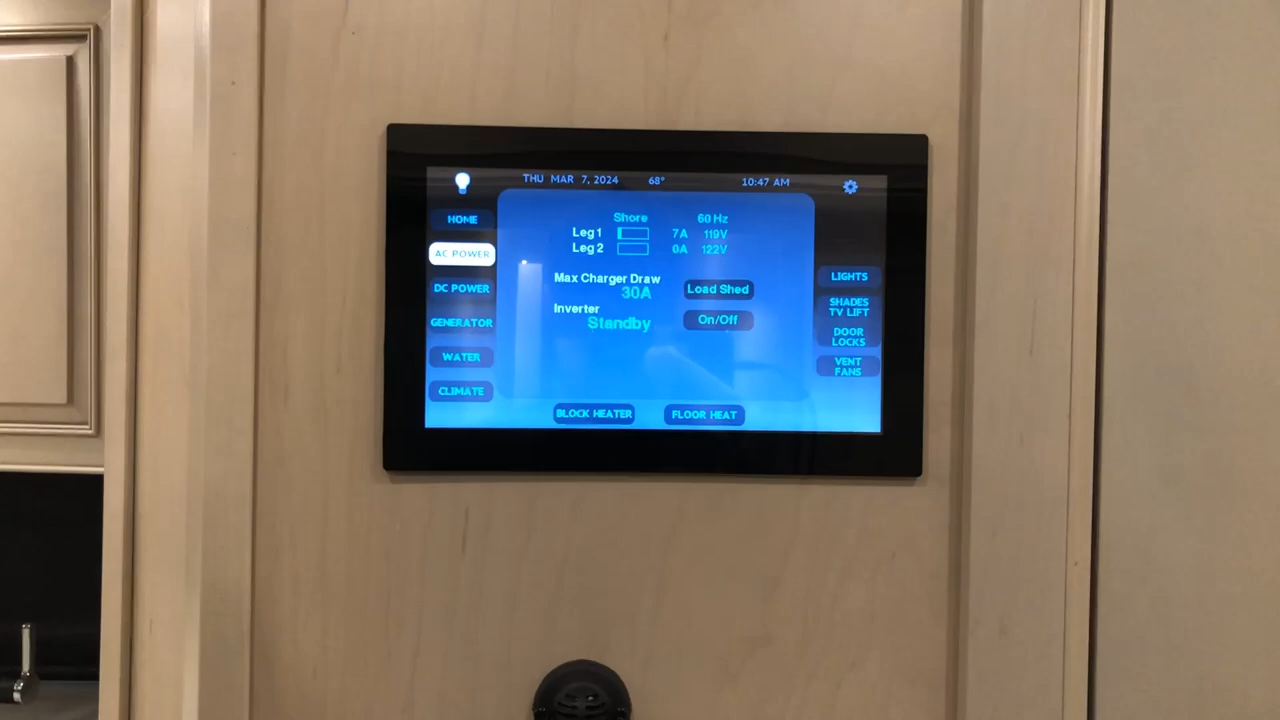 THU MAR 7, 2024 68° 10:47 AM
HOME
AC POWER
DC POWER
GENERATOR
WATER
CLIMATE
Shore 60 Hz
Leg 1 7A 119V
Leg 2 0A 122V
Max Charger Draw
30A
Load Shed
Inverter
Standby
On/Off
BLOCK HEATER
FLOOR HEAT
LIGHTS
SHADES
TV LIFT
DOOR
LOCKS
VENT
FANS